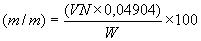 (m/m) = (VN×0,04904) / W ×100